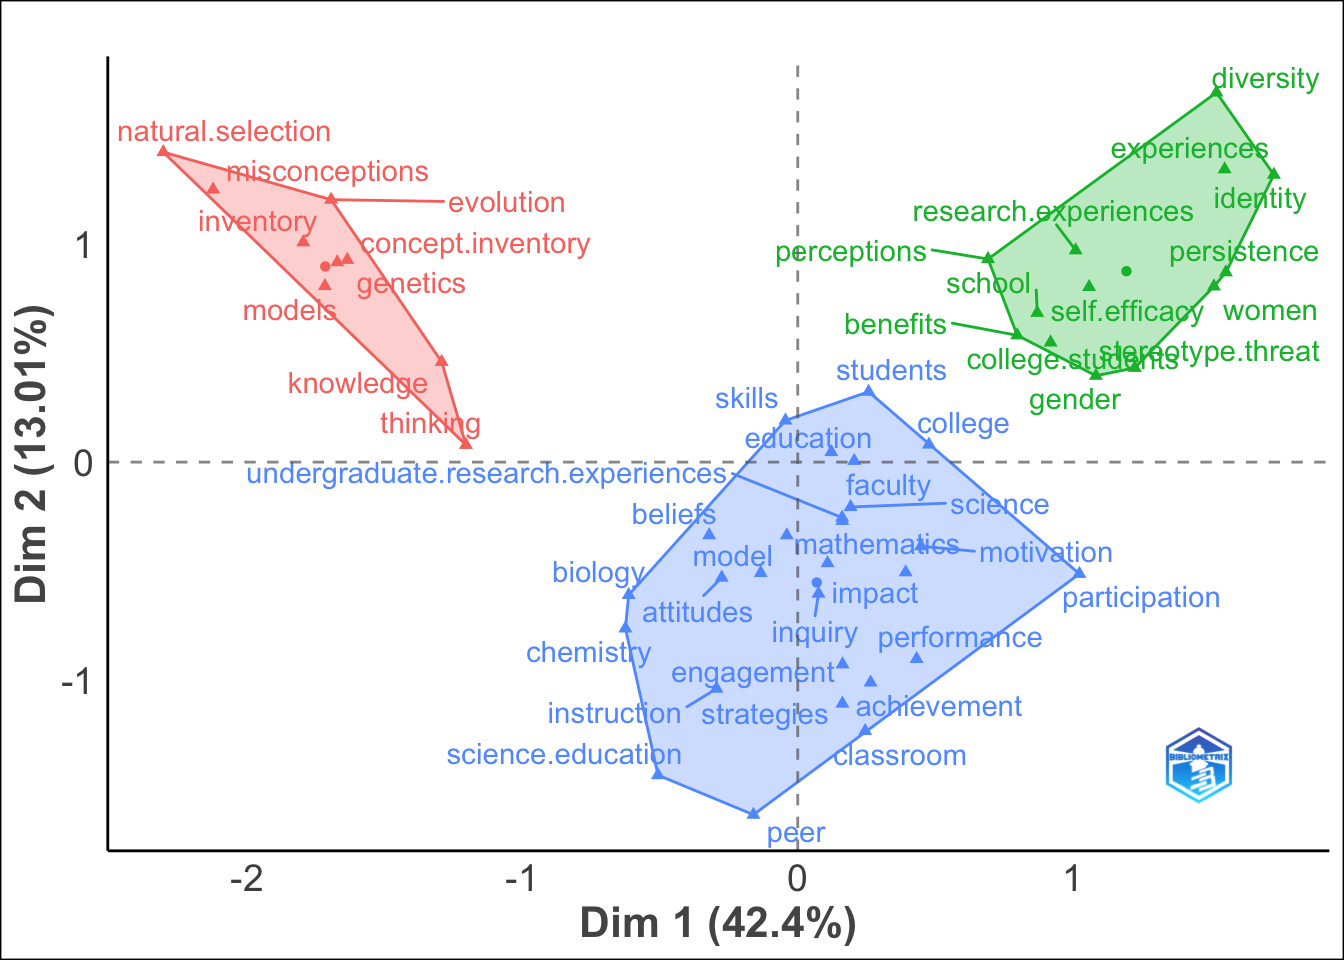 diversity
natural.selection
experiences
misconceptions
identity
evolution
research.experiences
inventory
concept.inventory
perceptions
persistence
1
genetics
school
models
self.efficacy
women
benefits
stereotype.threat
college.students
students
knowledge
skills
gender
thinking
college
education
0
undergraduate.research.experiences
faculty
science
beliefs
mathematics
motivation
model
biology
impact
participation
attitudes
inquiry
performance
chemistry
engagement
-1
achievement
instruction
strategies
science.education
classroom
BIBLIOMETRIX
peer
-2
-1
0
1
Dim 1 (42.4%)
Dim 2 (13.01%)